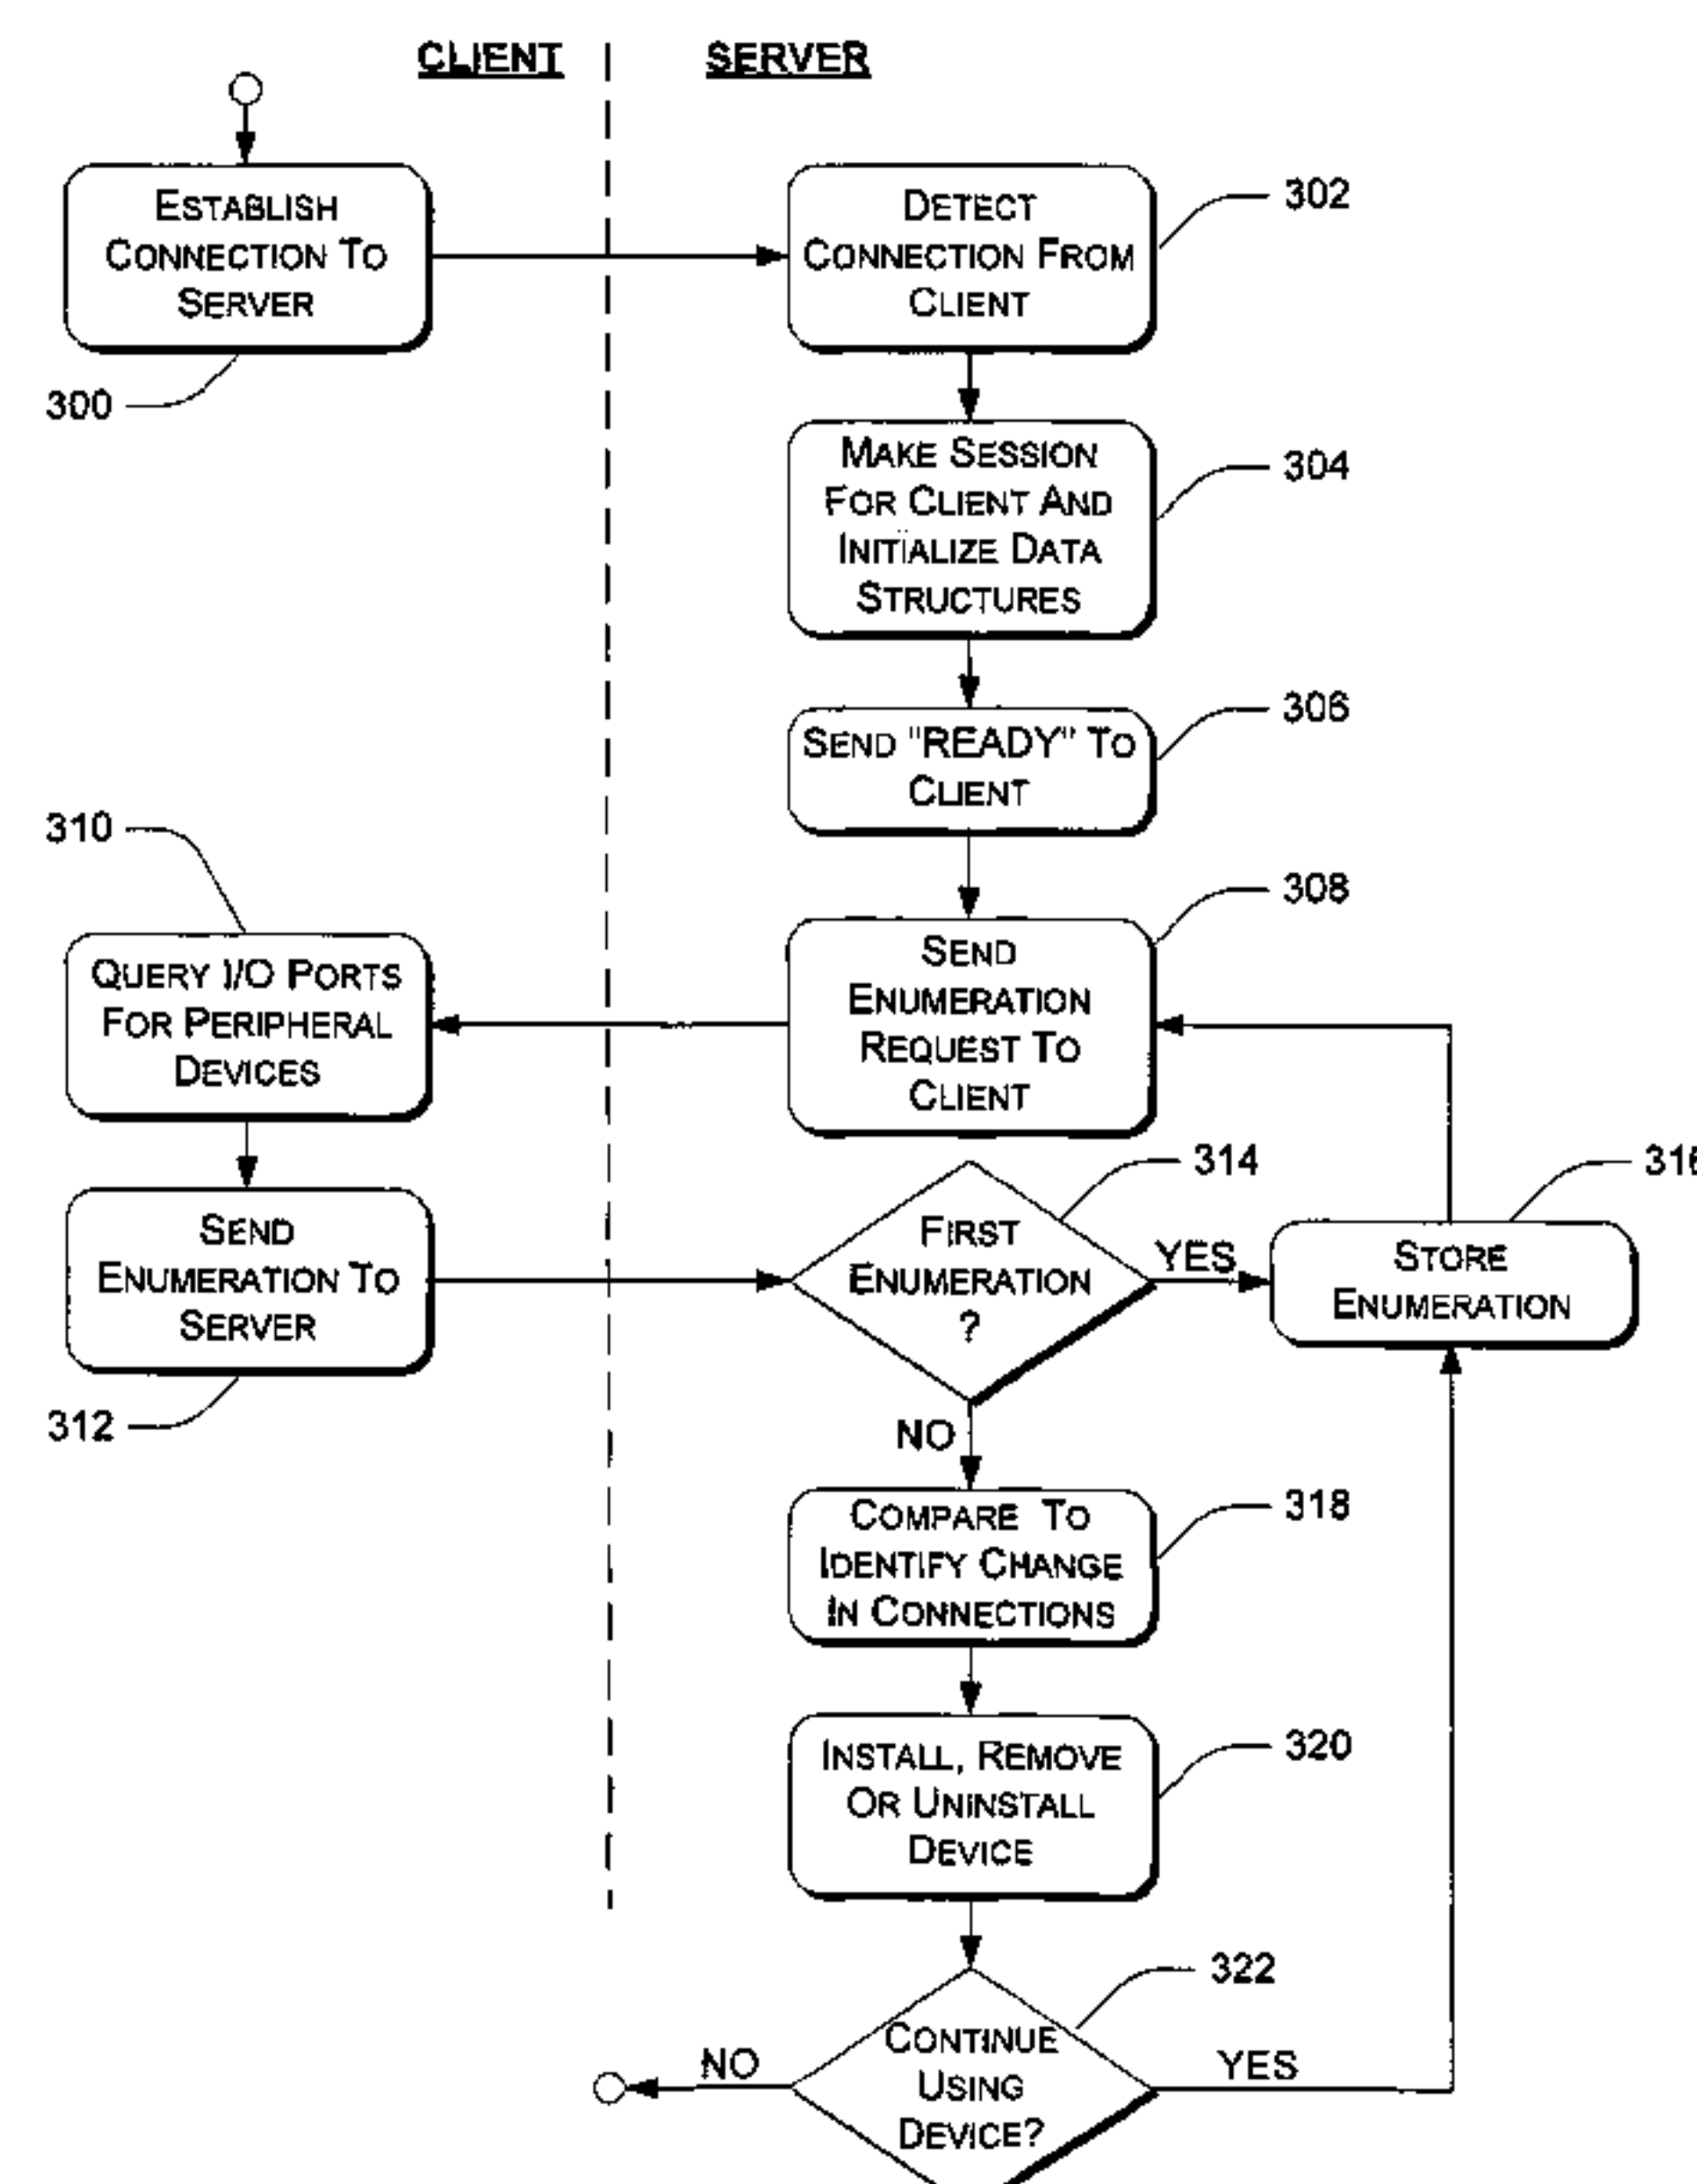 CLIENT
SERVER
ESTABLISH
CONNECTION TO
SERVER
300
DETECT
CONNECTION FROM
CLIENT
302
MAKE SESSION
FOR CLIENT AND
INITIALIZE DATA
STRUCTURES
304
SEND "READY" TO
CLIENT
306
SEND
ENUMERATION
REQUEST TO
CLIENT
308
310
QUERY I/O PORTS
FOR PERIPHERAL
DEVICES
SEND
ENUMERATION TO
SERVER
312
FIRST
ENUMERATION
?
314
YES
STORE
ENUMERATION
316
NO
COMPARE TO
IDENTIFY CHANGE
IN CONNECTIONS
318
INSTALL, REMOVE
OR UNINSTALL
DEVICE
320
CONTINUE
USING
DEVICE?
322
NO
YES